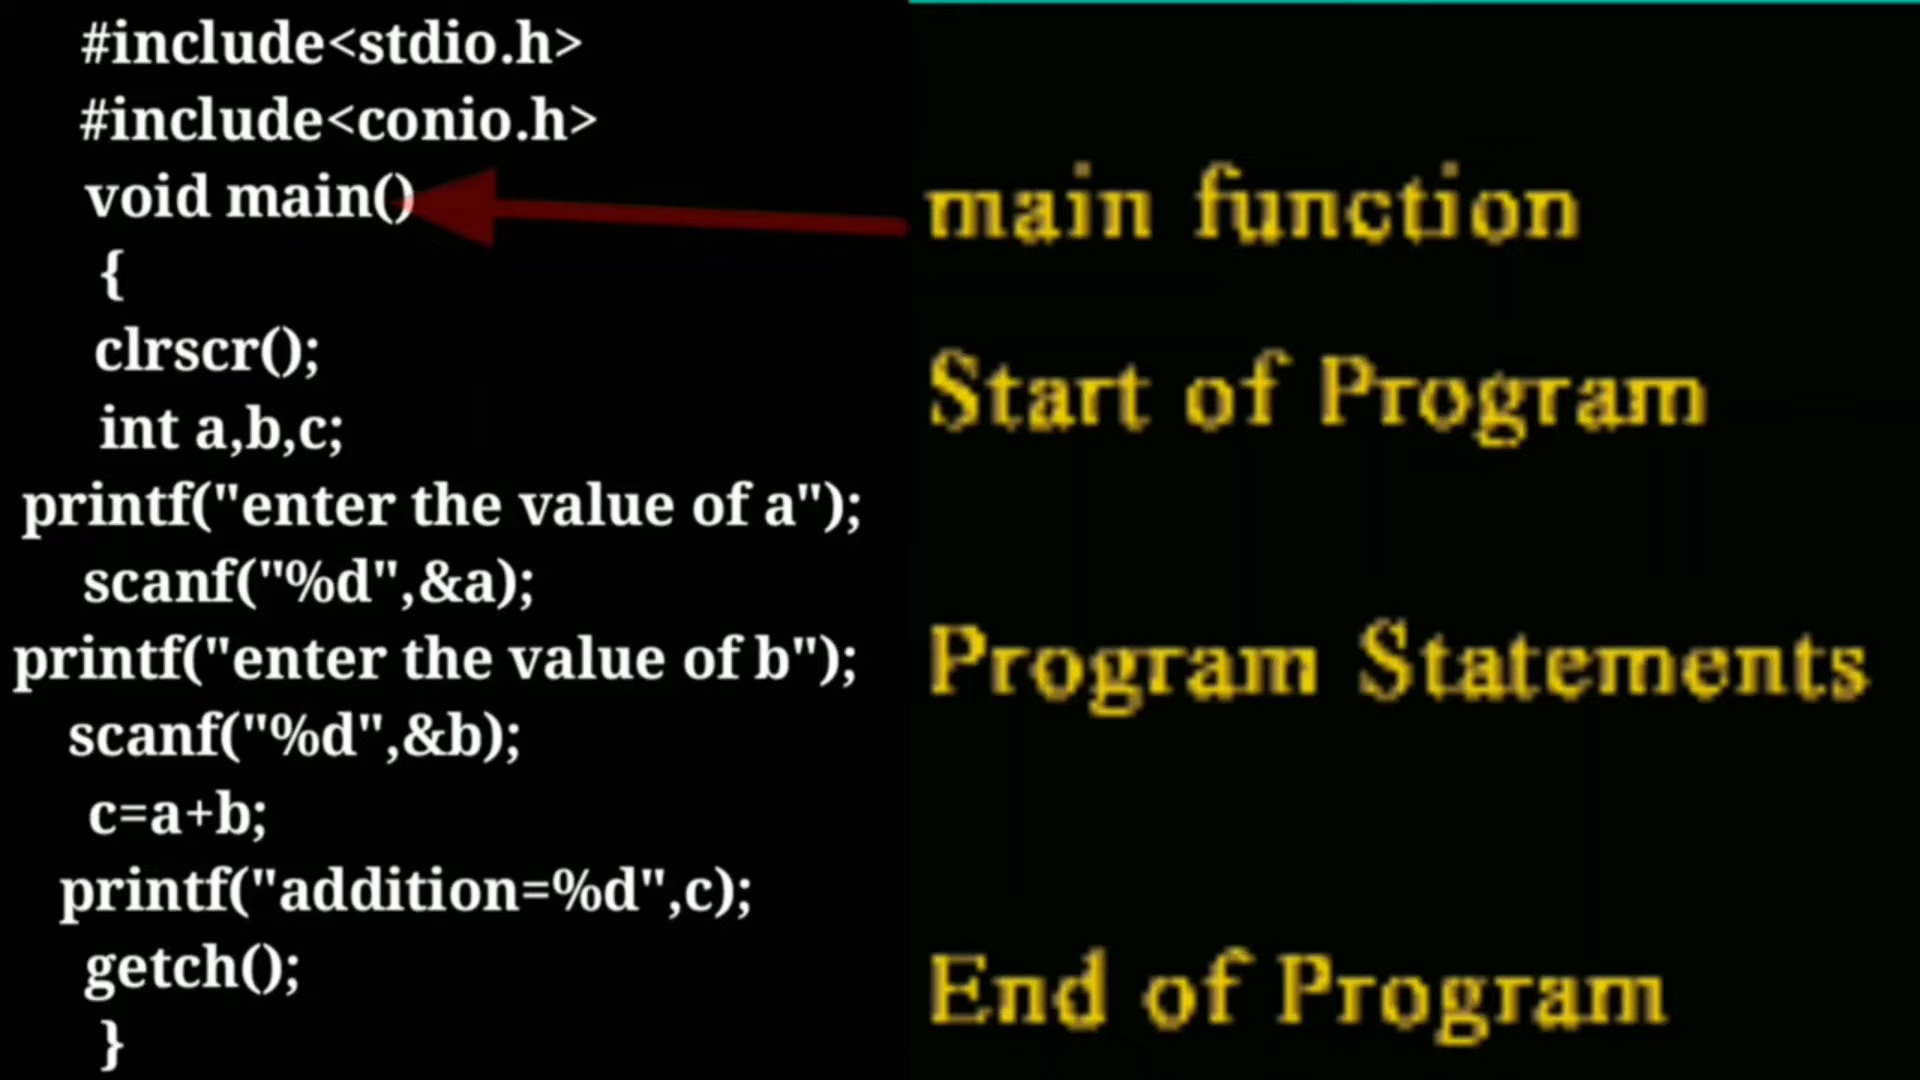 #include<stdio.h>
#include<conio.h>
void main()
{
clrscr();
int a,b,c;
printf("enter the value of a");
scanf("%d",&a);
printf("enter the value of b");
scanf("%d",&b);
c=a+b;
printf("addition=%d",c);
getch();
}
main function
Start of Program
Program Statements
End of Program